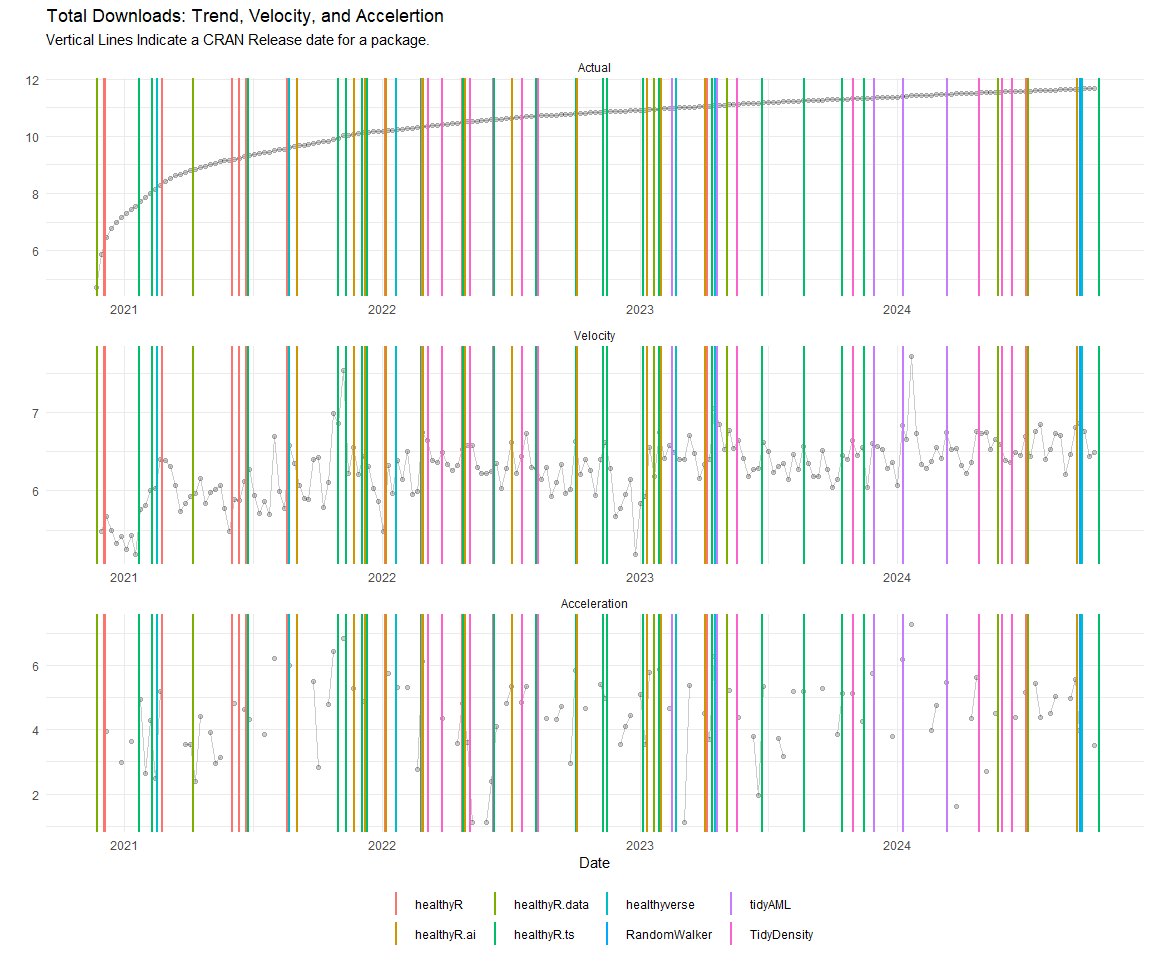 Total Downloads: Trend, Velocity, and Accelertion
Vertical Lines Indicate a CRAN Release date for a package.
Actual
12
10
8
6
2021 2022 2023 2024
Velocity
7
6
2021 2022 2023 2024
Acceleration
6
4
2
2021 2022 2023 2024
Date
healthyR healthyR.data healthyverse tidyAML
healthyR.ai healthyR.ts RandomWalker TidyDensity